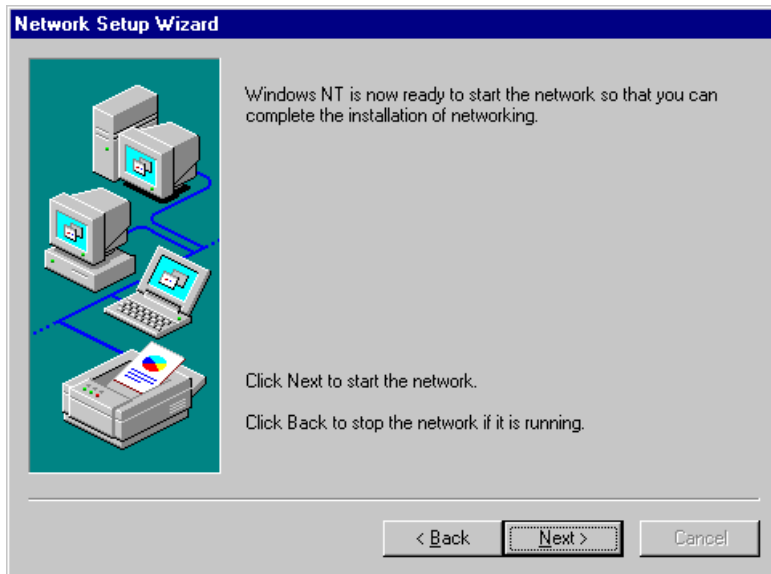 Network Setup Wizard
Windows NT is now ready to start the network so that you can
complete the installation of networking.
Click Next to start the network.
Click Back to stop the network if it is running.
< Back
Next >
Cancel